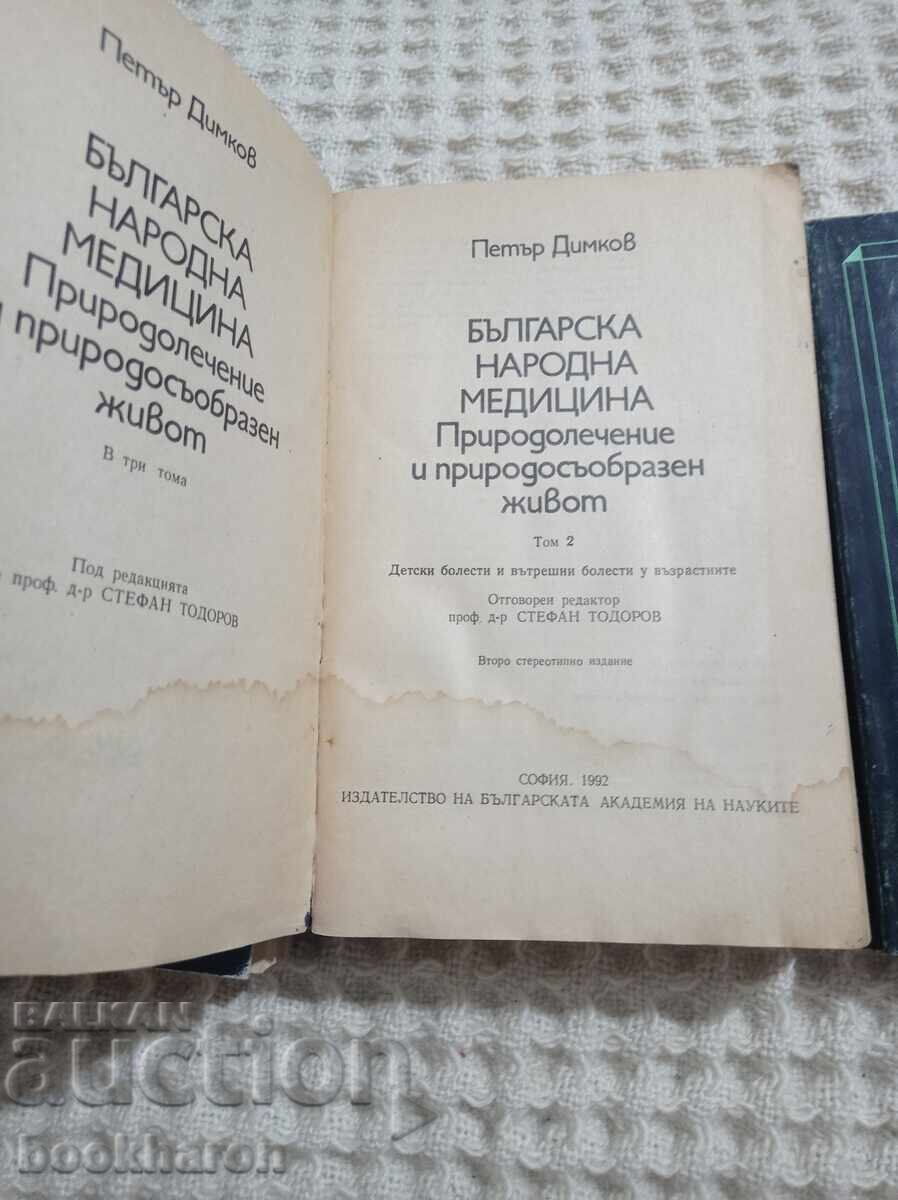 Петър Димков
БЪЛГАРСКА
НАРОДНА
МЕДИЦИНА
Природолечение
и природосъобразен
живот
В три тома
Под редакцията
проф. д-р СТЕФАН ТОДОРОВ
Петър Димков
БЪЛГАРСКА
НАРОДНА
МЕДИЦИНА
Природолечение
и природосъобразен
живот
Том 2
Детски болести и вътрешни болести у възрастните
Отговорен редактор
проф. д-р СТЕФАН ТОДОРОВ
Второ стереотипно издание
СОФИЯ. 1992
ИЗДАТЕЛСТВО НА БЪЛГАРСКАТА АКАДЕМИЯ НА НАУКИТЕ
BALKAN
auction
bookharon